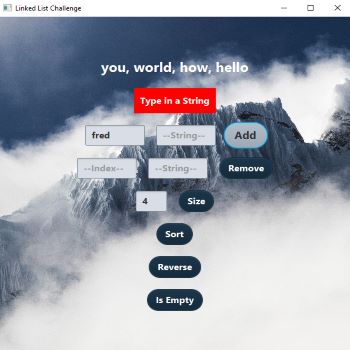 Linked List Challenge
you, world, how, hello
Type in a String
fred --String-- Add
--Index-- --String-- Remove
4 Size
Sort
Reverse
Is Empty